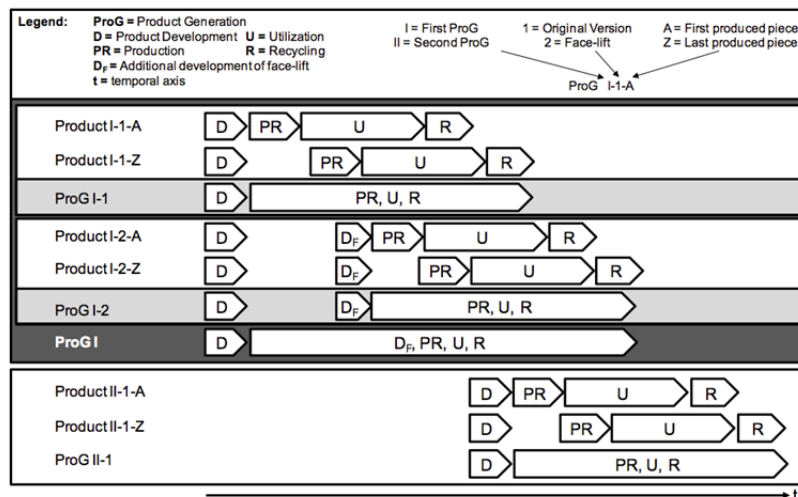 Legend: ProG = Product Generation
D = Product Development U = Utilization
PR = Production R = Recycling
DF = Additional development of face-lift
t = temporal axis
I = First ProG
II = Second ProG
1 = Original Version
2 = Face-lift
A = First produced piece
Z = Last produced piece
ProG I-1-A
Product I-1-A D PR U R
Product I-1-Z D PR U R
ProG I-1 D PR, U, R
Product I-2-A D DF PR U R
Product I-2-Z D DF PR U R
ProG I-2 D DF PR, U, R
ProG I D DF, PR, U, R
Product II-1-A D PR U R
Product II-1-Z D PR U R
ProG II-1 D PR, U, R
t